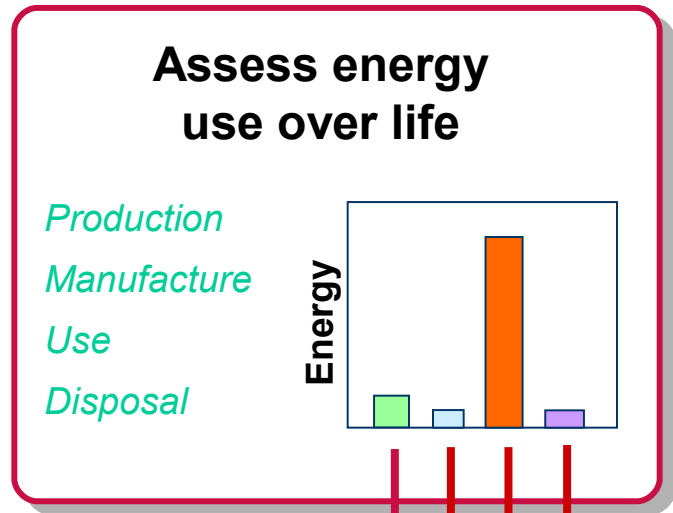 Assess energy
use over life
Production
Manufacture
Use
Disposal
Energy